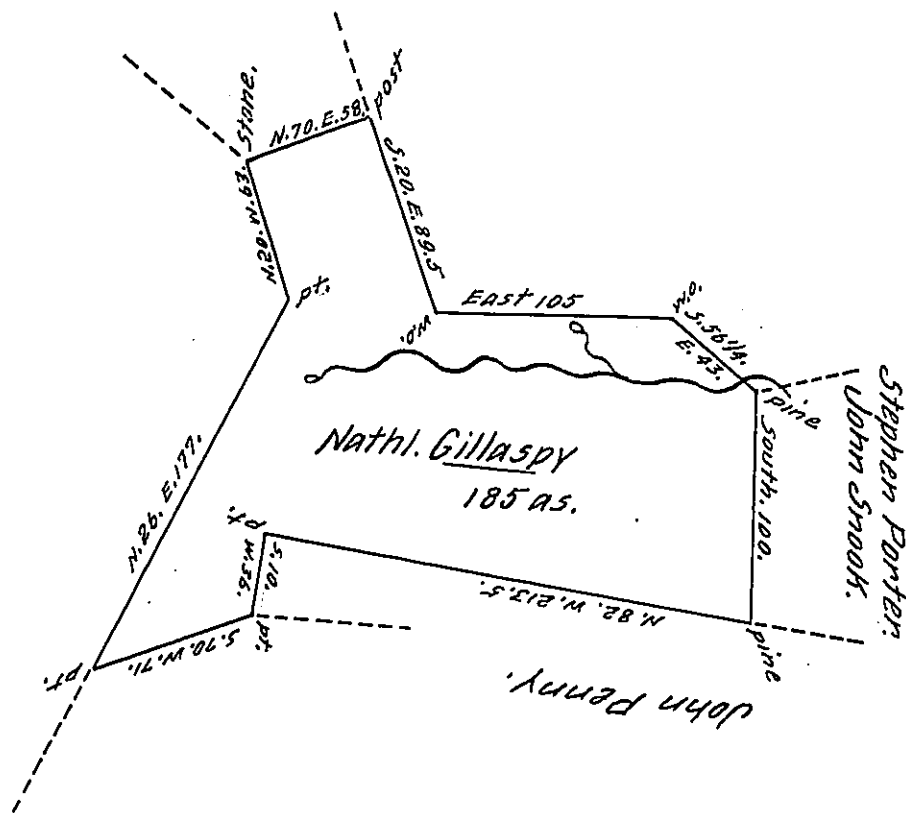 Stone.
post
N.70.E.58.
N.20.W.63.
S.20.E.89.5
pt.
East 105
w.o.
w.o.
S.56¼.
E.43.
pine
Stephen Porter.
John Snook.
South.100.
Nathl. Gillaspy
185 as.
N.26.E.177.
pt.
S.10.
W.36.
N.82.W.213.5.
pt.
pine
S.70.W.71.
pt.
John Penny.